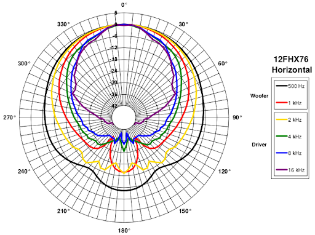 0°
330°
30°
300°
60°
270°
90°
240°
120°
210°
150°
180°
12FHX76
Horizontal
Woofer
Driver
500 Hz
1 kHz
2 kHz
4 kHz
8 kHz
16 kHz